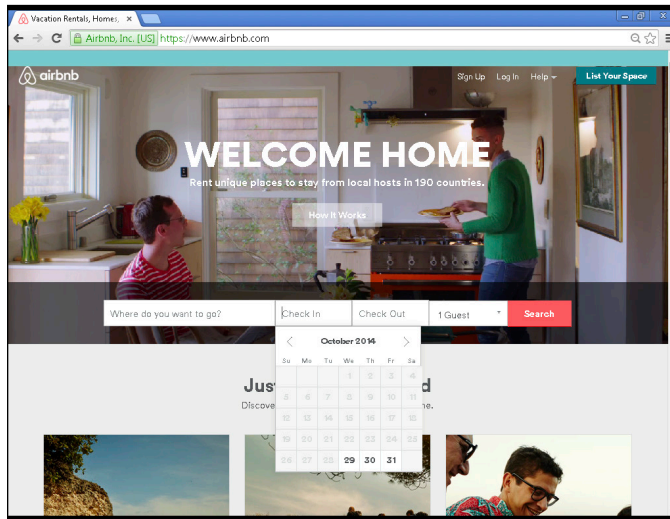 Vacation Rentals, Homes,
Airbnb, Inc. [US] https://www.airbnb.com
airbnb
Sign Up Log In Help List Your Space
WELCOME HOME
Rent unique places to stay from local hosts in 190 countries.
How It Works
Where do you want to go? Check In Check Out 1 Guest Search
October 2014
Su Mo Tu We Th Fr Sa
1 2 3 4
5 6 7 8 9 10 11
12 13 14 15 16 17 18
19 20 21 22 23 24 25
26 27 28 29 30 31
Jus d
Discove me.